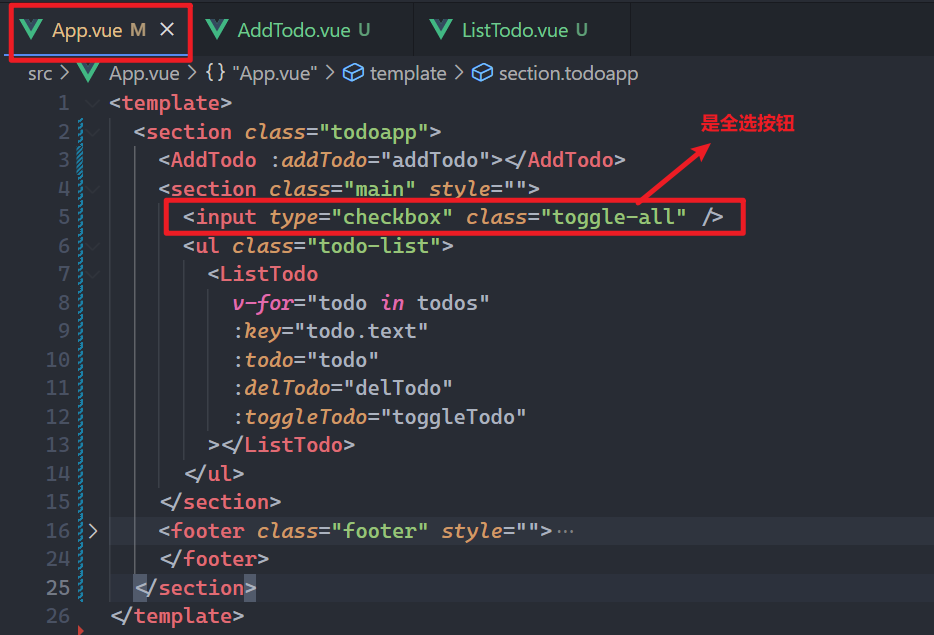 App.vue M × AddTodo.vue U ListTodo.vue U
src > App.vue > {} "App.vue" > template > section.todoapp
是全选按钮
1 <template>
2 <section class="todoapp">
3 <AddTodo :addTodo="addTodo"></AddTodo>
4 <section class="main" style="">
5 <input type="checkbox" class="toggle-all" />
6 <ul class="todo-list">
7 <ListTodo
8 v-for="todo in todos"
9 :key="todo.text"
10 :todo="todo"
11 :delTodo="delTodo"
12 :toggleTodo="toggleTodo"
13 ></ListTodo>
14 </ul>
15 </section>
16 <footer class="footer" style="">···
24 </footer>
25 </section>
26 </template>